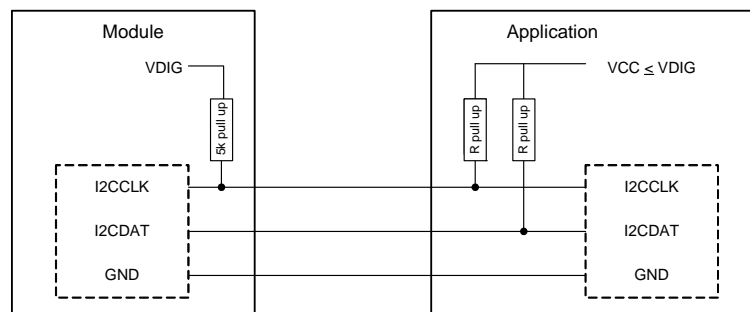 Module
Application
VDIG
VCC ≤ VDIG
5k pull up
R pull up
R pull up
I2CCLK
I2CCLK
I2CDAT
I2CDAT
GND
GND